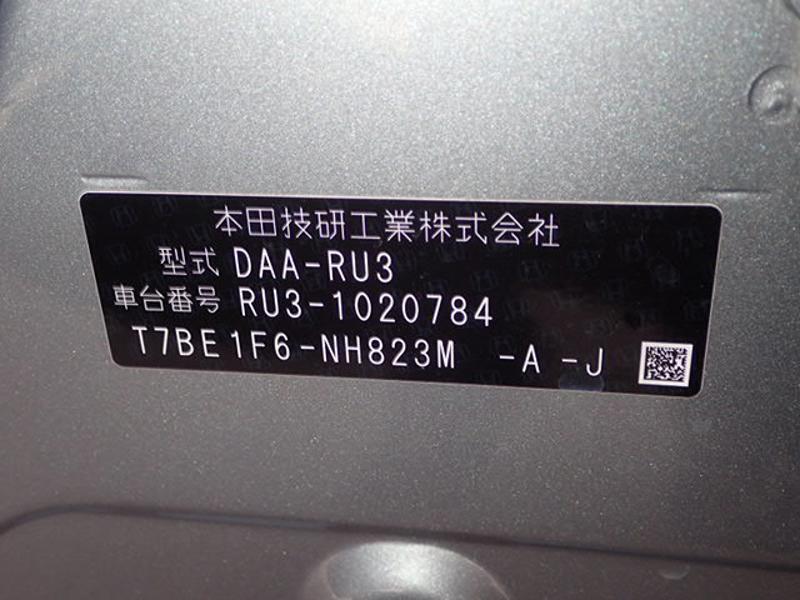 本田技研工業株式会社
型式 DAA-RU3
車台番号 RU3-1020784
T7BE1F6-NH823M -A -J